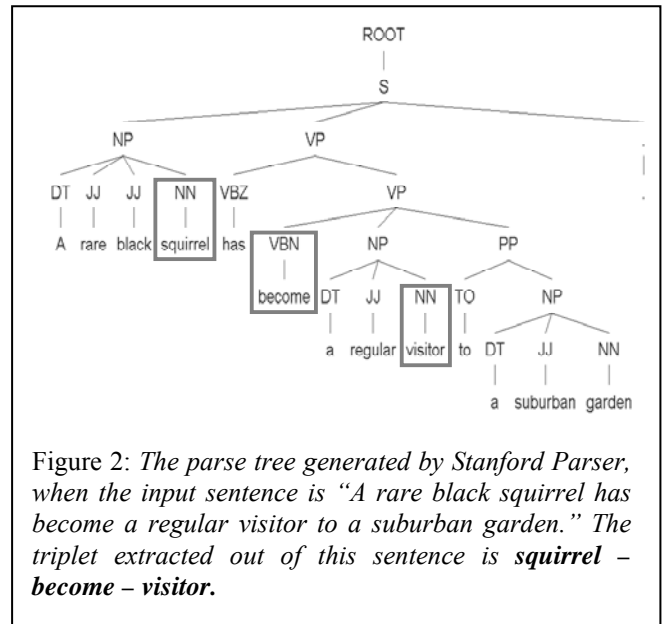 ROOT
S
NP VP .
DT JJ JJ NN VBZ VP .
A rare black squirrel has VBN NP PP
become DT JJ NN TO NP
a regular visitor to DT JJ NN
a suburban garden
Figure 2: The parse tree generated by Stanford Parser,
when the input sentence is “A rare black squirrel has
become a regular visitor to a suburban garden.” The
triplet extracted out of this sentence is squirrel –
become – visitor.